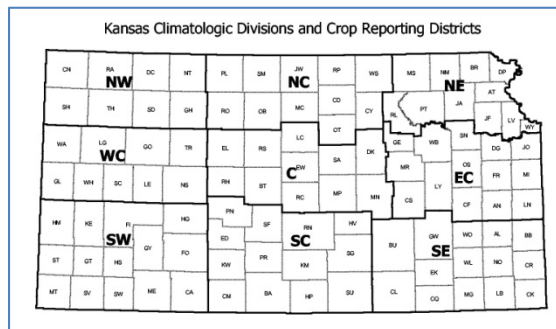 Kansas Climatologic Divisions and Crop Reporting Districts
CN RA DC NT PL SM JW RP WS MS NM BR DP
NW NC NE
SH TH SD GH RO OB MC CD CY RL PT JA AT JF LV WY
OT
WA LG GO TR EL RS LC SA DK GE WB SN OS DG JO
WC C EW EC
GL WH SC LE NS RH BT RC MP MN MR CS LY CF FR MI AN LN
HM KE FI HG PN SF RN HV BU GW WO AL BB
SW SC SE
ST GT HS GY FO ED KW PR KM SG EK WL NO CR
MT SV SW ME CA CM BA HP SU CL CQ MG LB CK